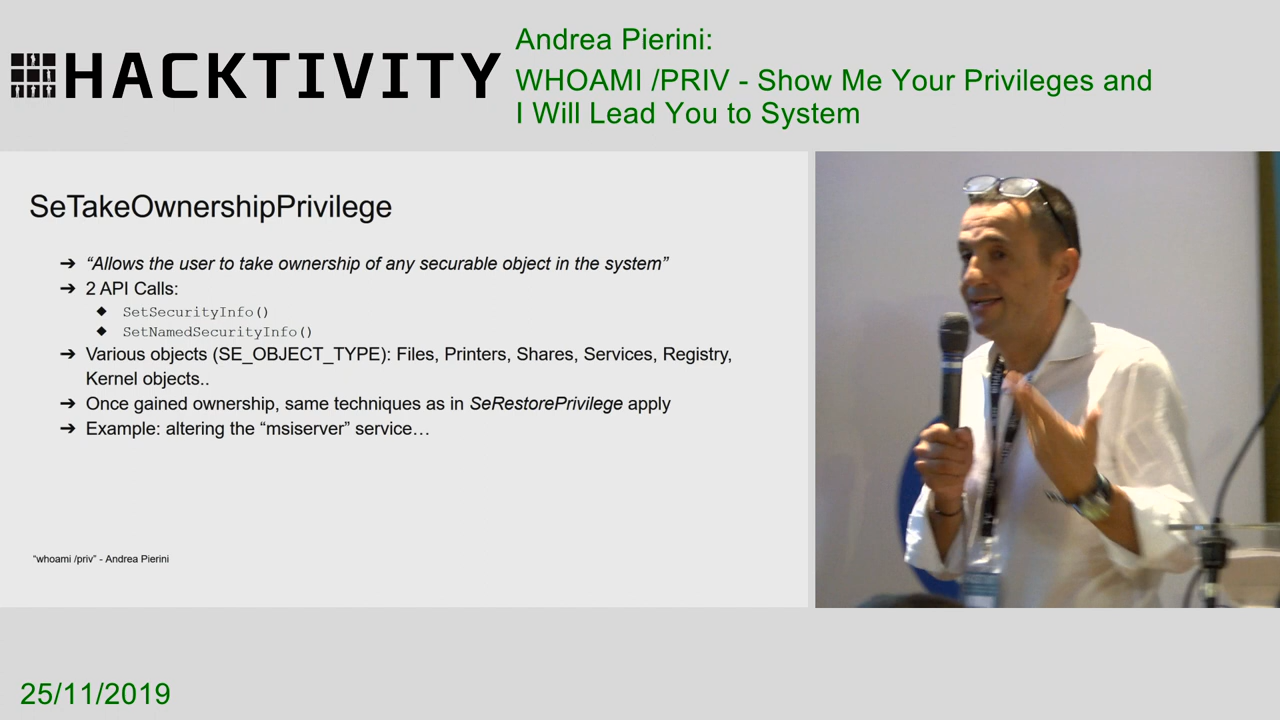 HACKTIVITY
Andrea Pierini:
WHOAMI /PRIV - Show Me Your Privileges and
I Will Lead You to System
SeTakeOwnershipPrivilege
➔ “Allows the user to take ownership of any securable object in the system”
➔ 2 API Calls:
◆ SetSecurityInfo()
◆ SetNamedSecurityInfo()
➔ Various objects (SE_OBJECT_TYPE): Files, Printers, Shares, Services, Registry,
Kernel objects..
➔ Once gained ownership, same techniques as in SeRestorePrivilege apply
➔ Example: altering the “msiserver” service…
“whoami /priv” - Andrea Pierini
25/11/2019